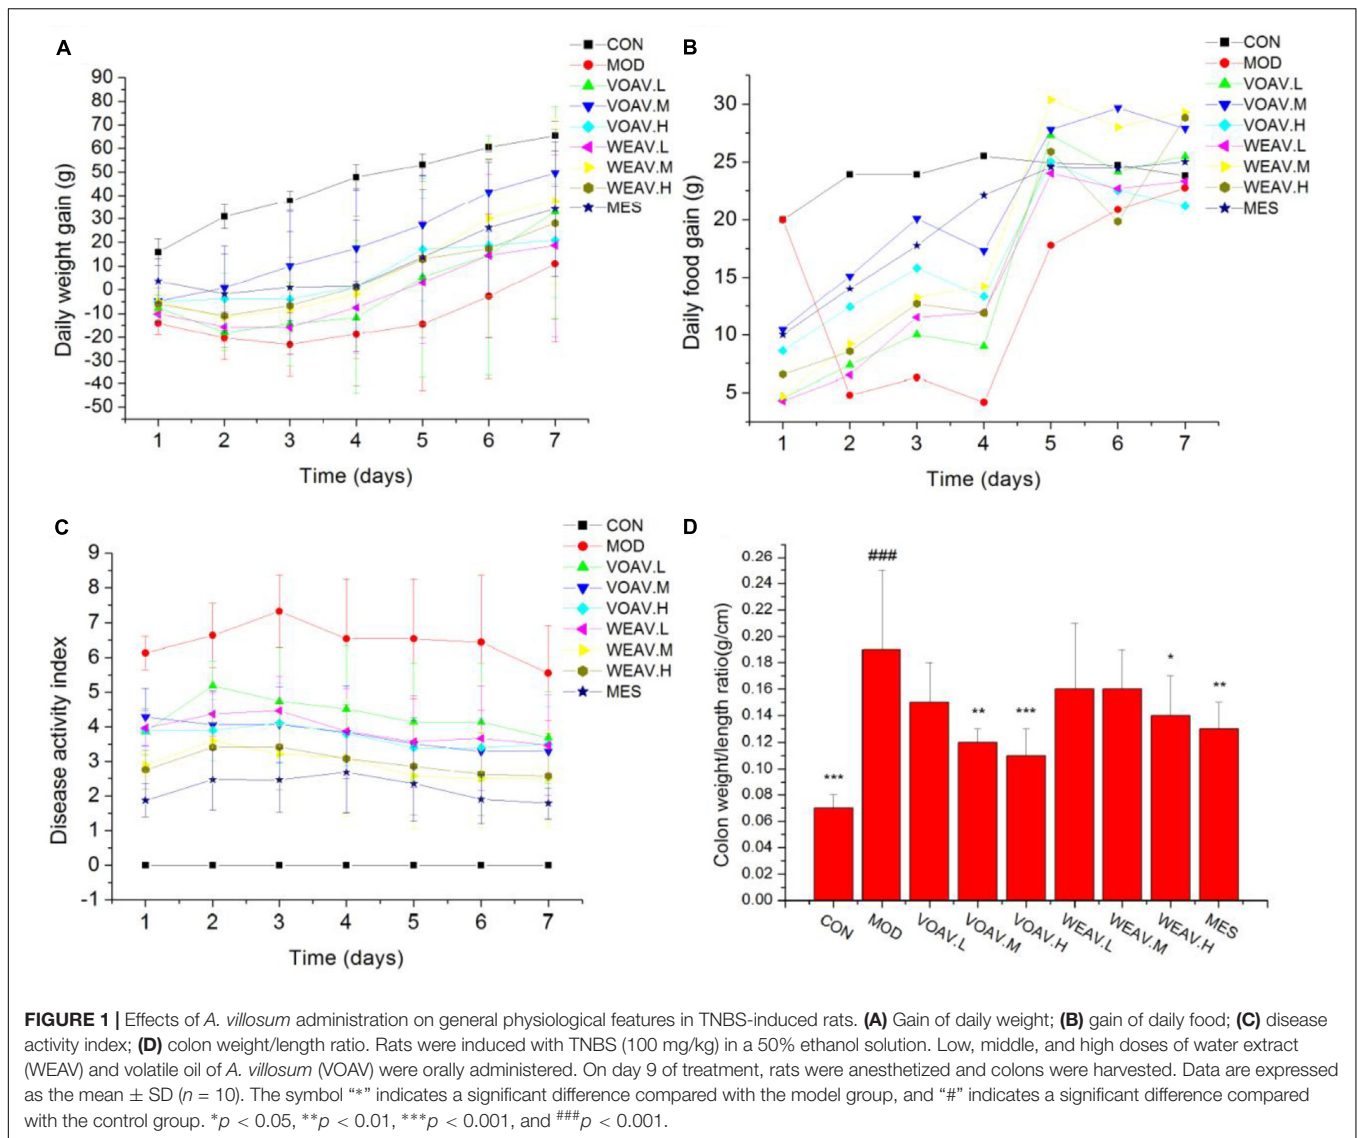 A
CON
MOD
VOAV.L
VOAV.M
VOAV.H
WEAV.L
WEAV.M
WEAV.H
MES
90
80
70
60
50
40
30
20
10
0
-10
-20
-30
-40
-50
Daily weight gain (g)
1 2 3 4 5 6 7
Time (days)
B
CON
MOD
VOAV.L
VOAV.M
VOAV.H
WEAV.L
WEAV.M
WEAV.H
MES
30
25
20
15
10
5
Daily food gain (g)
1 2 3 4 5 6 7
Time (days)
C
CON
MOD
VOAV.L
VOAV.M
VOAV.H
WEAV.L
WEAV.M
WEAV.H
MES
9
8
7
6
5
4
3
2
1
0
-1
Disease activity index
1 2 3 4 5 6 7
Time (days)
D
0.26
0.24
0.22
0.20
0.18
0.16
0.14
0.12
0.10
0.08
0.06
0.04
0.02
0.00
Colon weight/length ratio(g/cm)
*** ### ** *** * **
CON MOD VOAV.L VOAV.M VOAV.H WEAV.L WEAV.M WEAV.H MES
FIGURE 1 | Effects of A. villosum administration on general physiological features in TNBS-induced rats. (A) Gain of daily weight; (B) gain of daily food; (C) disease
activity index; (D) colon weight/length ratio. Rats were induced with TNBS (100 mg/kg) in a 50% ethanol solution. Low, middle, and high doses of water extract
(WEAV) and volatile oil of A. villosum (VOAV) were orally administered. On day 9 of treatment, rats were anesthetized and colons were harvested. Data are expressed
as the mean ± SD (n = 10). The symbol “*” indicates a significant difference compared with the model group, and “#” indicates a significant difference compared
with the control group. *p < 0.05, **p < 0.01, ***p < 0.001, and ###p < 0.001.